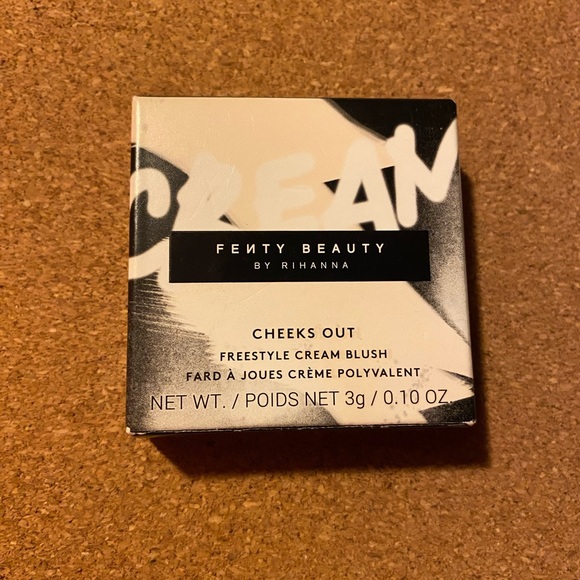 CREAM
FEИTY BEAUTY
BY RIHANNA
CHEEKS OUT
FREESTYLE CREAM BLUSH
FARD À JOUES CRÈME POLYVALENT
NET WT. / POIDS NET 3g / 0.10 OZ.